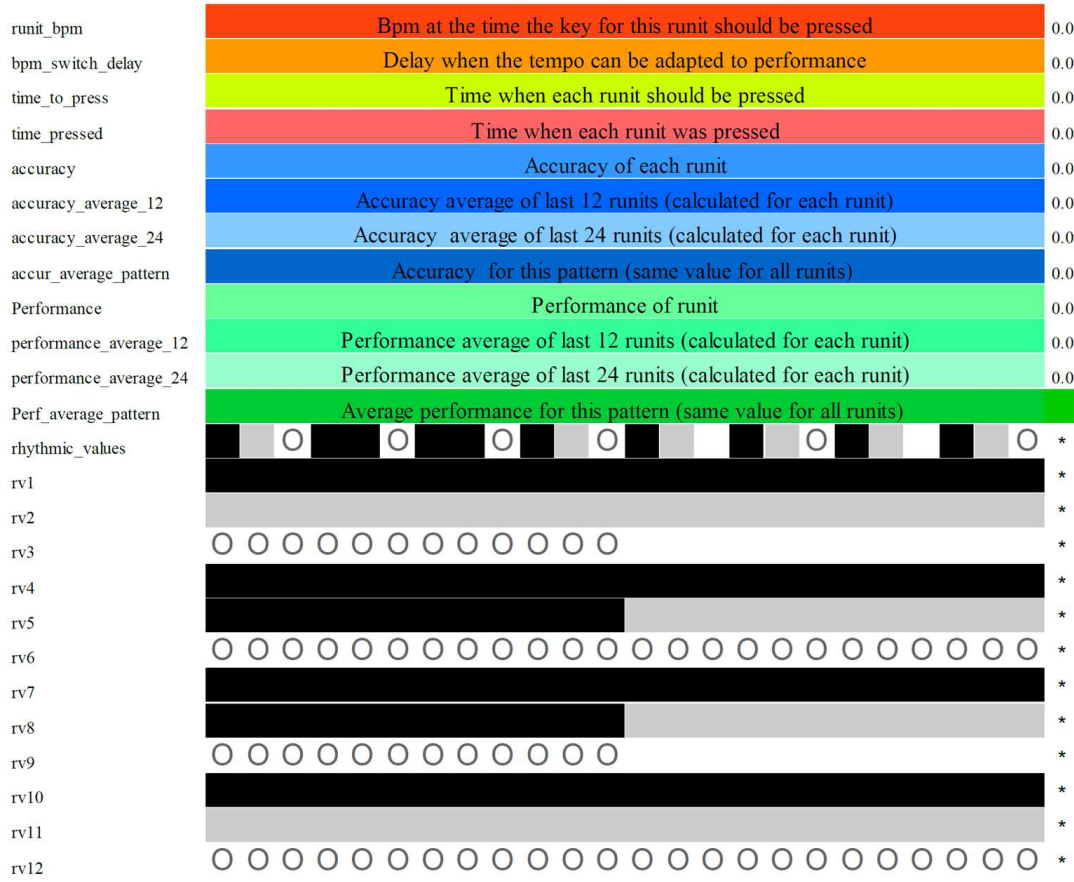 runit_bpm Bpm at the time the key for this runit should be pressed 0.0
bpm_switch_delay Delay when the tempo can be adapted to performance 0.0
time_to_press Time when each runit should be pressed 0.0
time_pressed Time when each runit was pressed 0.0
accuracy Accuracy of each runit 0.0
accuracy_average_12 Accuracy average of last 12 runits (calculated for each runit) 0.0
accuracy_average_24 Accuracy average of last 24 runits (calculated for each runit) 0.0
accur_average_pattern Accuracy for this pattern (same value for all runits) 0.0
Performance Performance of runit 0.0
performance_average_12 Performance average of last 12 runits (calculated for each runit) 0.0
performance_average_24 Performance average of last 24 runits (calculated for each runit) 0.0
Perf_average_pattern Average performance for this pattern (same value for all runits)
rhythmic_values O O O O O O *
rv1 *
rv2 *
rv3 O O O O O O O O O O O O *
rv4 *
rv5 *
rv6 O O O O O O O O O O O O O O O O O O O O O O O O *
rv7 *
rv8 *
rv9 O O O O O O O O O O O O *
rv10 *
rv11 *
rv12 O O O O O O O O O O O O O O O O O O O O O O O O *